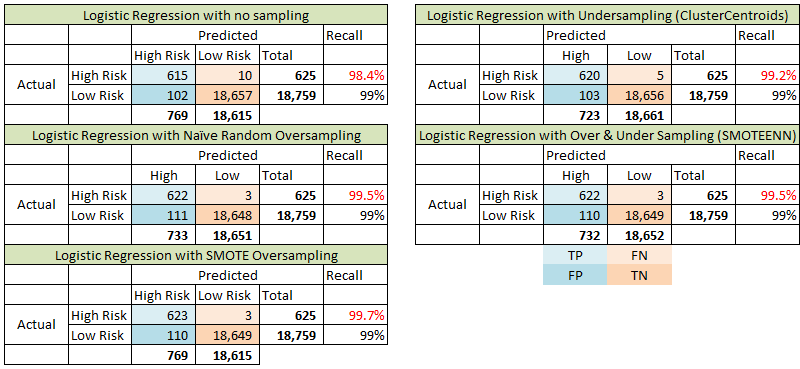 Logistic Regression with no sampling
Predicted Recall
High Risk Low Risk Total
Actual High Risk 615 10 625 98.4%
Low Risk 102 18,657 18,759 99%
769 18,615
Logistic Regression with Naïve Random Oversampling
Predicted Recall
High Low Total
Actual High Risk 622 3 625 99.5%
Low Risk 111 18,648 18,759 99%
733 18,651
Logistic Regression with SMOTE Oversampling
Predicted Recall
High Risk Low Risk Total
Actual High Risk 623 3 625 99.7%
Low Risk 110 18,649 18,759 99%
769 18,615
Logistic Regression with Undersampling (ClusterCentroids)
Predicted Recall
High Low Total
Actual High Risk 620 5 625 99.2%
Low Risk 103 18,656 18,759 99%
723 18,661
Logistic Regression with Over & Under Sampling (SMOTEENN)
Predicted Recall
High Low Total
Actual High Risk 622 3 625 99.5%
Low Risk 110 18,649 18,759 99%
732 18,652
TP FN
FP TN